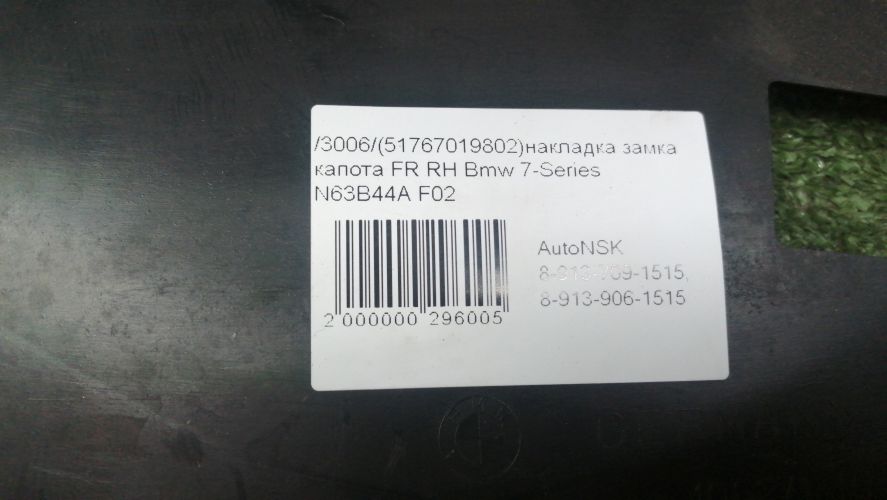 /3006/(51767019802)накладка замка
капота FR RH Bmw 7-Series
N63B44A F02
AutoNSK
8-913-906-1515
2 000000 296005